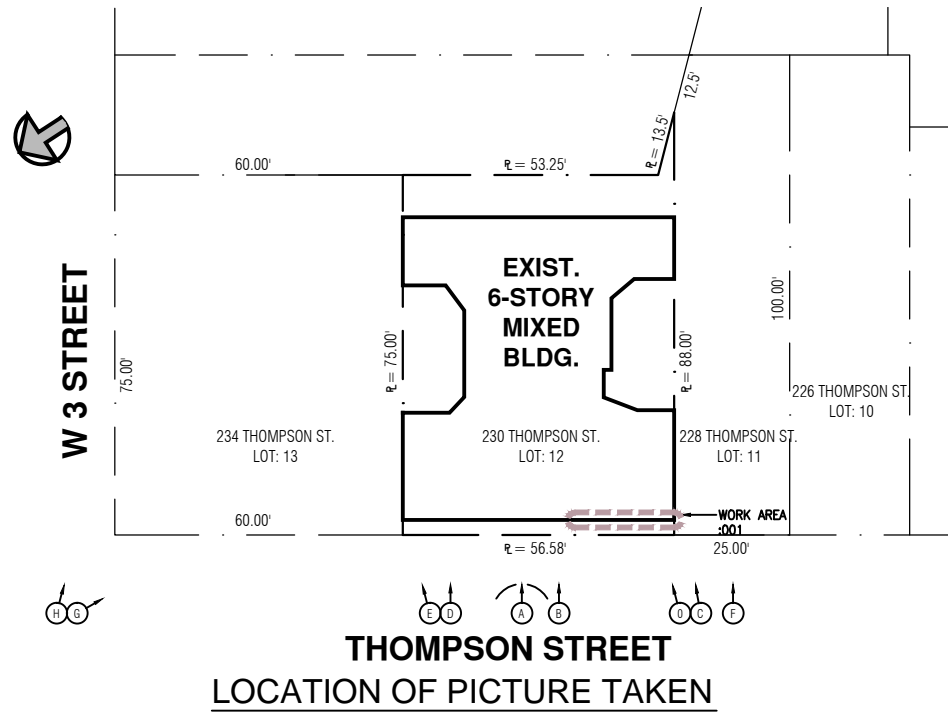 12.5'
℄ = 13.5'
60.00'
℄ = 53.25'
W 3 STREET
75.00'
℄ = 75.00'
EXIST.
6-STORY
MIXED
BLDG.
℄ = 88.00'
100.00'
226 THOMPSON ST.
LOT: 10
234 THOMPSON ST.
LOT: 13
230 THOMPSON ST.
LOT: 12
228 THOMPSON ST.
LOT: 11
60.00'
WORK AREA
:001
℄ = 56.58'
25.00'
H G E D A B 0 C F
THOMPSON STREET
LOCATION OF PICTURE TAKEN